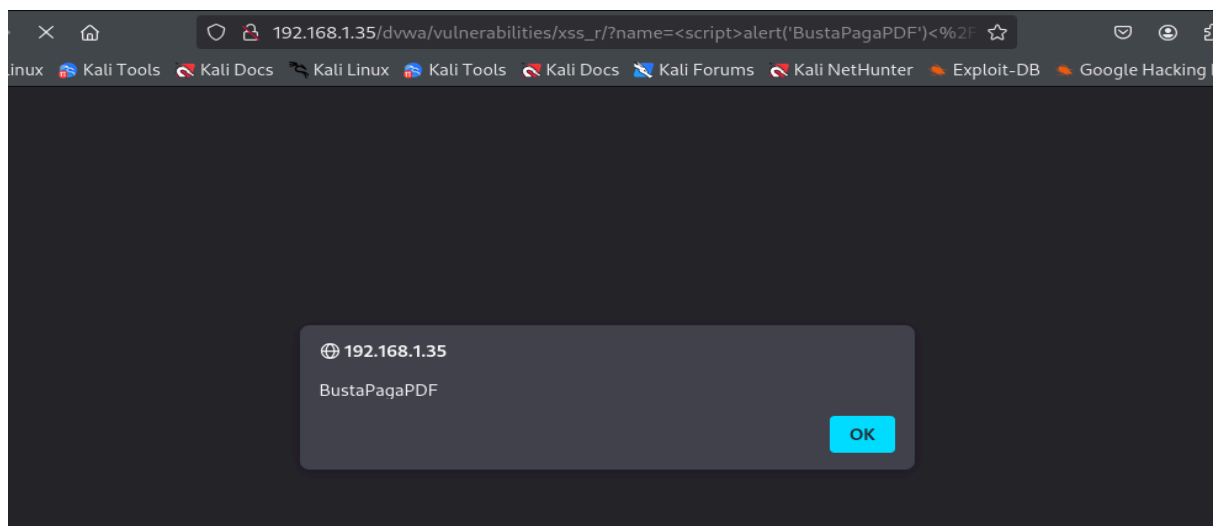 192.168.1.35/dvwa/vulnerabilities/xss_r/?name=<script>alert('BustaPagaPDF')<%2F
inux Kali Tools Kali Docs Kali Linux Kali Tools Kali Docs Kali Forums Kali NetHunter Exploit-DB Google Hacking
192.168.1.35
BustaPagaPDF
OK